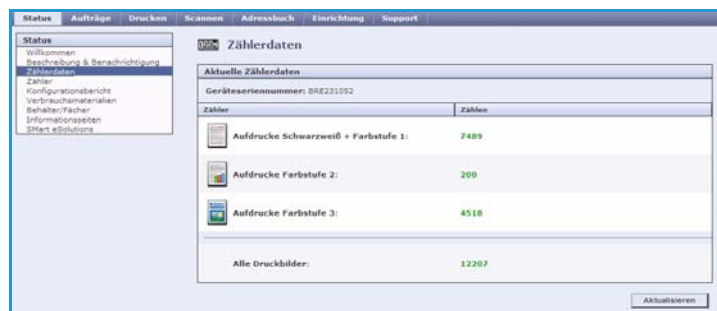 Status Aufträge Drucken Scannen Adressbuch Einrichtung Support
Status
Willkommen
Beschreibung & Benachrichtigung
Zählerdaten
Zähler
Konfigurationsbericht
Verbrauchsmaterialien
Behälter/Fächer
Informationsseiten
SMart eSolutions
Zählerdaten
Aktuelle Zählerdaten
Geräteseriennummer: BRE231052
Zähler Zählen
Aufdrucke Schwarzweiß + Farbstufe 1: 7489
Aufdrucke Farbstufe 2: 200
Aufdrucke Farbstufe 3: 4518
Alle Druckbilder: 12207
Aktualisieren